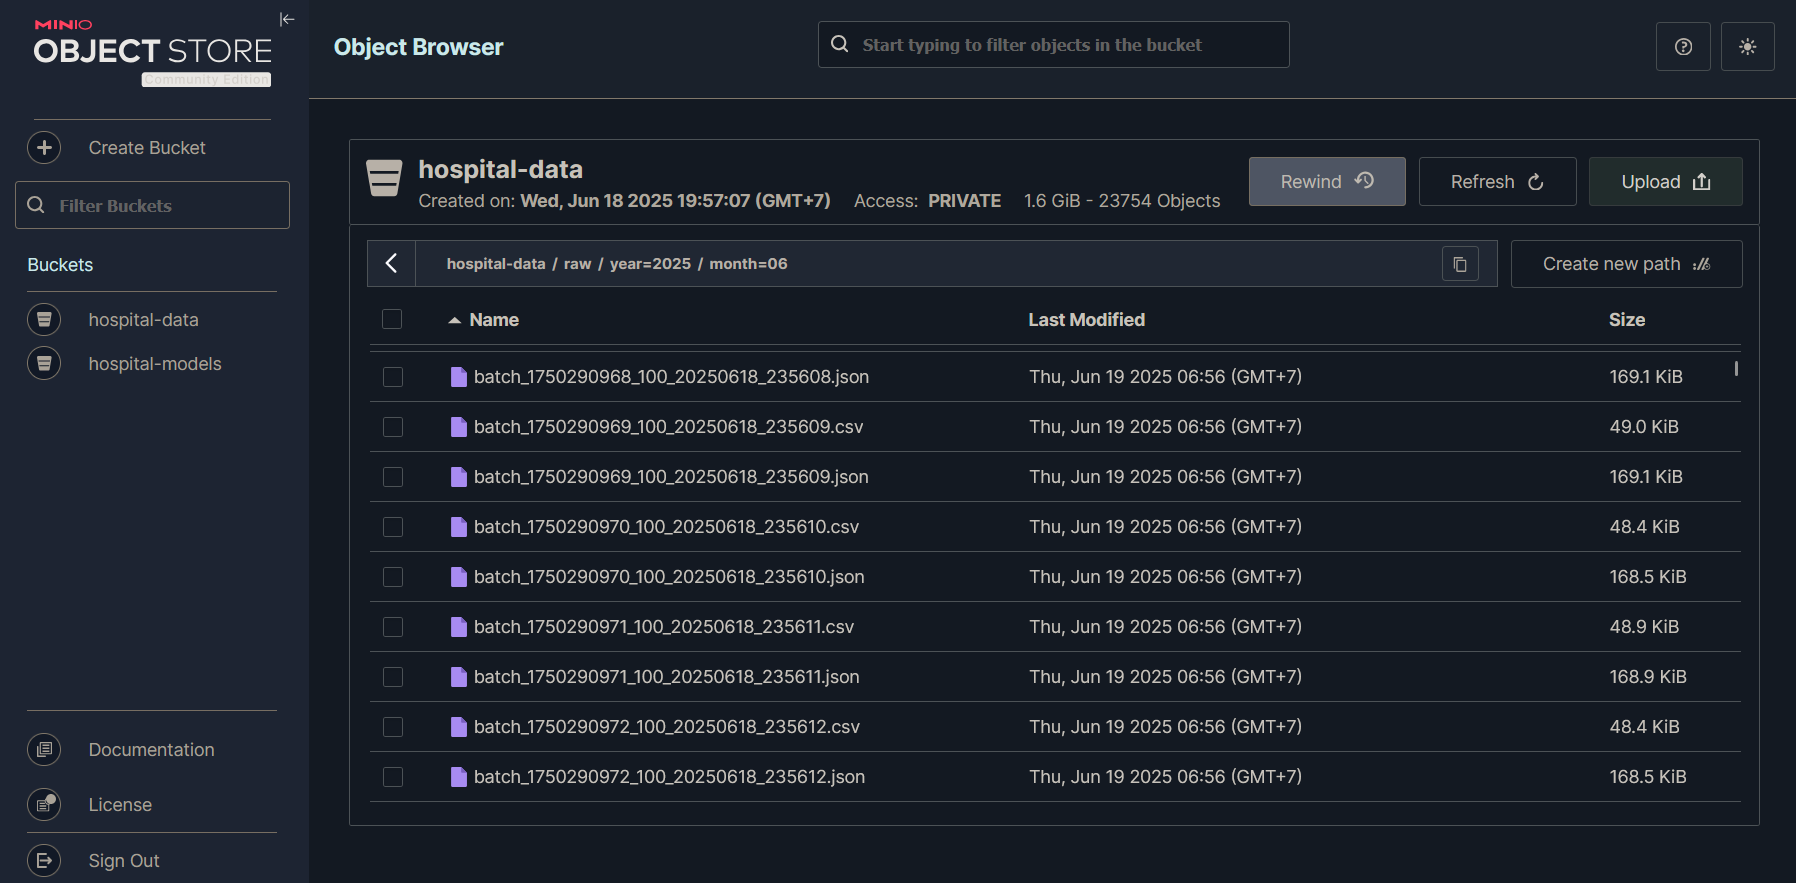 MINIO
OBJECT STORE
Community Edition
Create Bucket
Filter Buckets
Buckets
hospital-data
hospital-models
Documentation
License
Sign Out
Object Browser
Start typing to filter objects in the bucket
hospital-data
Created on: Wed, Jun 18 2025 19:57:07 (GMT+7) Access: PRIVATE 1.6 GiB - 23754 Objects
Rewind
Refresh
Upload
hospital-data / raw / year=2025 / month=06
Create new path
Name Last Modified Size
batch_1750290968_100_20250618_235608.json Thu, Jun 19 2025 06:56 (GMT+7) 169.1 KiB
batch_1750290969_100_20250618_235609.csv Thu, Jun 19 2025 06:56 (GMT+7) 49.0 KiB
batch_1750290969_100_20250618_235609.json Thu, Jun 19 2025 06:56 (GMT+7) 169.1 KiB
batch_1750290970_100_20250618_235610.csv Thu, Jun 19 2025 06:56 (GMT+7) 48.4 KiB
batch_1750290970_100_20250618_235610.json Thu, Jun 19 2025 06:56 (GMT+7) 168.5 KiB
batch_1750290971_100_20250618_235611.csv Thu, Jun 19 2025 06:56 (GMT+7) 48.9 KiB
batch_1750290971_100_20250618_235611.json Thu, Jun 19 2025 06:56 (GMT+7) 168.9 KiB
batch_1750290972_100_20250618_235612.csv Thu, Jun 19 2025 06:56 (GMT+7) 48.4 KiB
batch_1750290972_100_20250618_235612.json Thu, Jun 19 2025 06:56 (GMT+7) 168.5 KiB